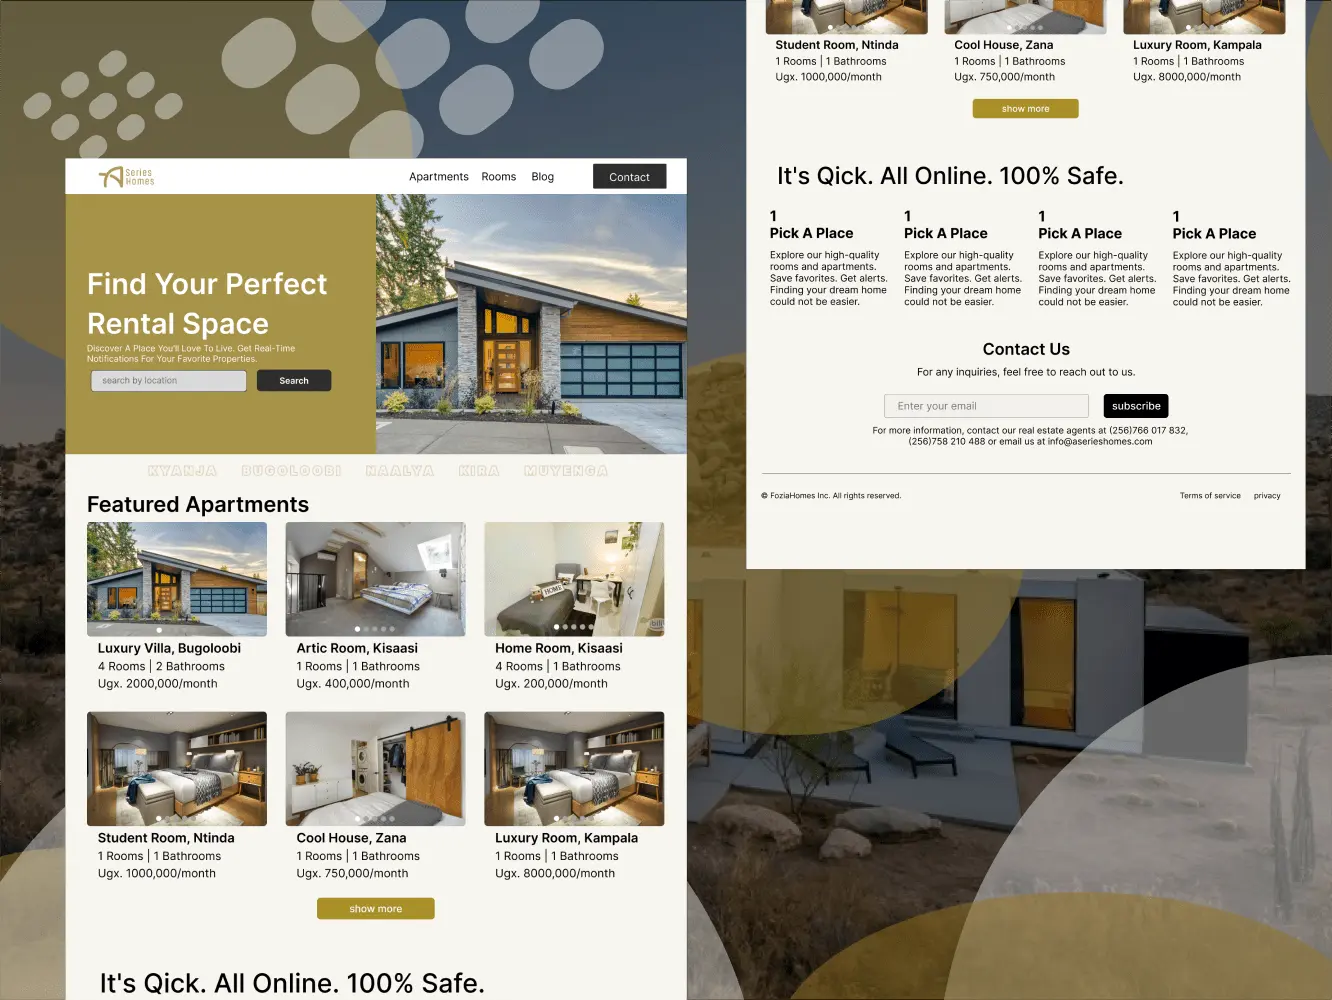 Series
Homes
Apartments Rooms Blog Contact
Find Your Perfect
Rental Space
Discover A Place You'll Love To Live. Get Real-Time
Notifications For Your Favorite Properties.
search by location Search
KYANJA BUGOLOOBI NAALYA KIRA MUYENGA
Featured Apartments
HOME
Luxury Villa, Bugoloobi
4 Rooms | 2 Bathrooms
Ugx. 2000,000/month
Artic Room, Kisaasi
1 Rooms | 1 Bathrooms
Ugx. 400,000/month
Home Room, Kisaasi
4 Rooms | 1 Bathrooms
Ugx. 200,000/month
Student Room, Ntinda
1 Rooms | 1 Bathrooms
Ugx. 1000,000/month
Cool House, Zana
1 Rooms | 1 Bathrooms
Ugx. 750,000/month
Luxury Room, Kampala
1 Rooms | 1 Bathrooms
Ugx. 8000,000/month
show more
It's Qick. All Online. 100% Safe.
Student Room, Ntinda
1 Rooms | 1 Bathrooms
Ugx. 1000,000/month
Cool House, Zana
1 Rooms | 1 Bathrooms
Ugx. 750,000/month
Luxury Room, Kampala
1 Rooms | 1 Bathrooms
Ugx. 8000,000/month
show more
It's Qick. All Online. 100% Safe.
1
Pick A Place
Explore our high-quality
rooms and apartments.
Save favorites. Get alerts.
Finding your dream home
could not be easier.
1
Pick A Place
Explore our high-quality
rooms and apartments.
Save favorites. Get alerts.
Finding your dream home
could not be easier.
1
Pick A Place
Explore our high-quality
rooms and apartments.
Save favorites. Get alerts.
Finding your dream home
could not be easier.
1
Pick A Place
Explore our high-quality
rooms and apartments.
Save favorites. Get alerts.
Finding your dream home
could not be easier.
Contact Us
For any inquiries, feel free to reach out to us.
Enter your email subscribe
For more information, contact our real estate agents at (256)766 017 832,
(256)758 210 488 or email us at info@aserieshomes.com
© FoziaHomes Inc. All rights reserved. Terms of service privacy